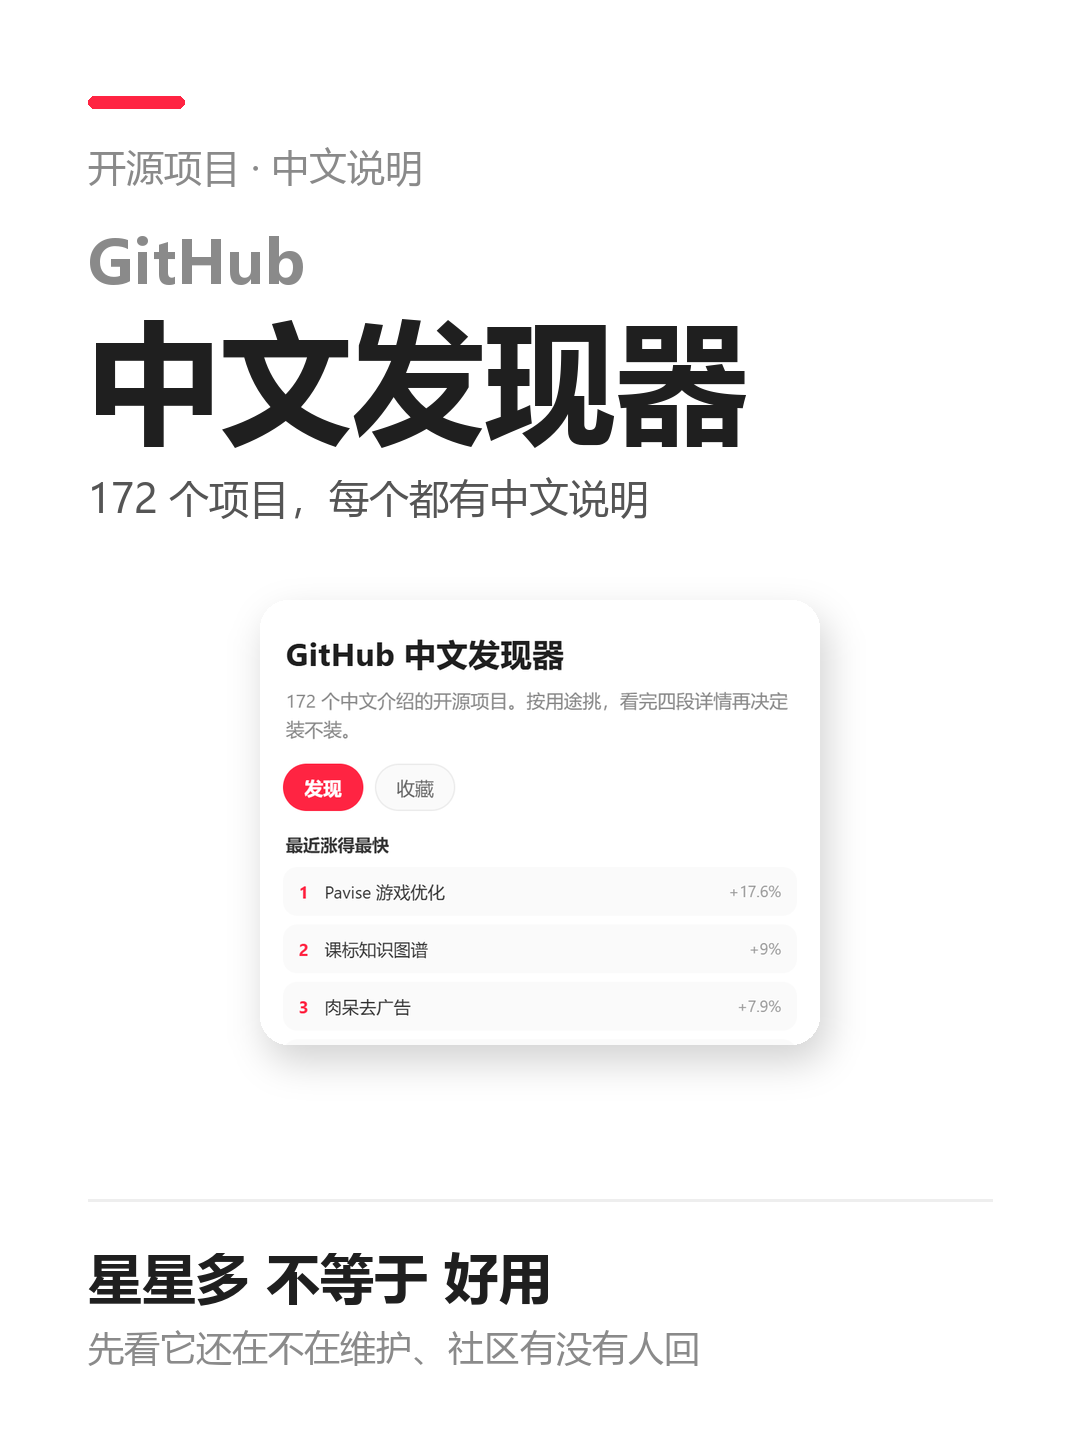 开源项目 · 中文说明
GitHub
中文发现器
172 个项目，每个都有中文说明
GitHub 中文发现器
172 个中文介绍的开源项目。按用途挑，看完四段详情再决定
装不装。
发现 收藏
最近涨得最快
1 Pavise 游戏优化 +17.6%
2 课标知识图谱 +9%
3 肉呆去广告 +7.9%
星星多 不等于 好用
先看它还在不在维护、社区有没有人回